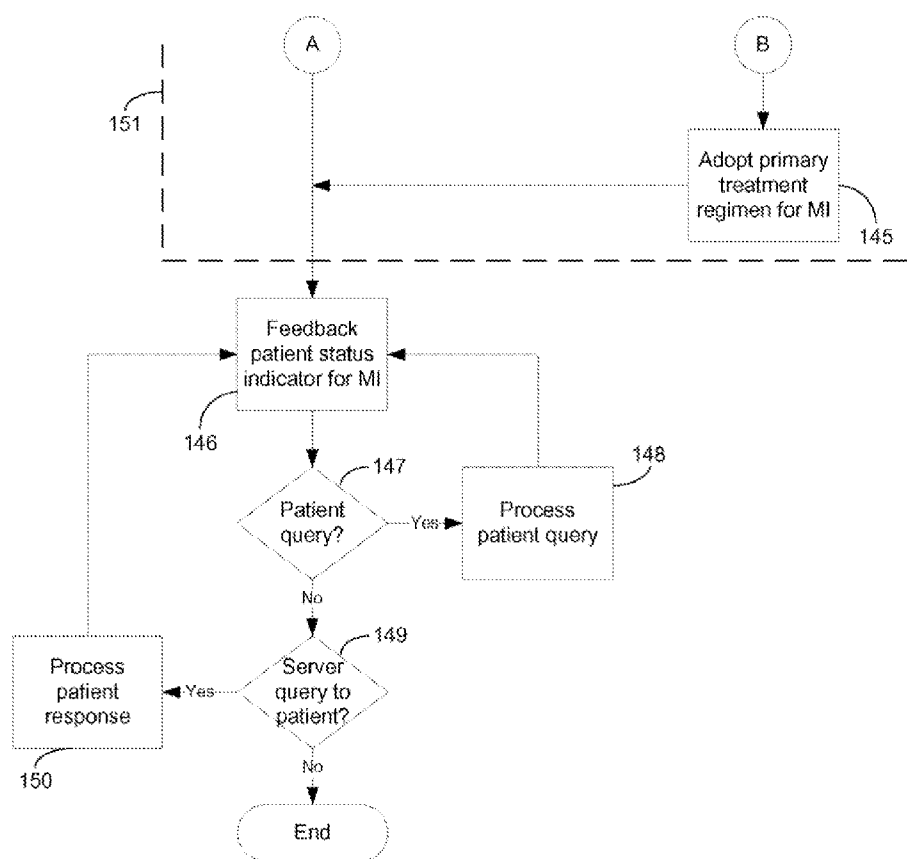 A
B
151
Adopt primary
treatment
regimen for MI
145
Feedback
patient status
indicator for MI
146
147
148
Patient
query?
Yes
Process
patient query
No
149
Process
patient
response
Yes
Server
query to
patient?
150
No
End